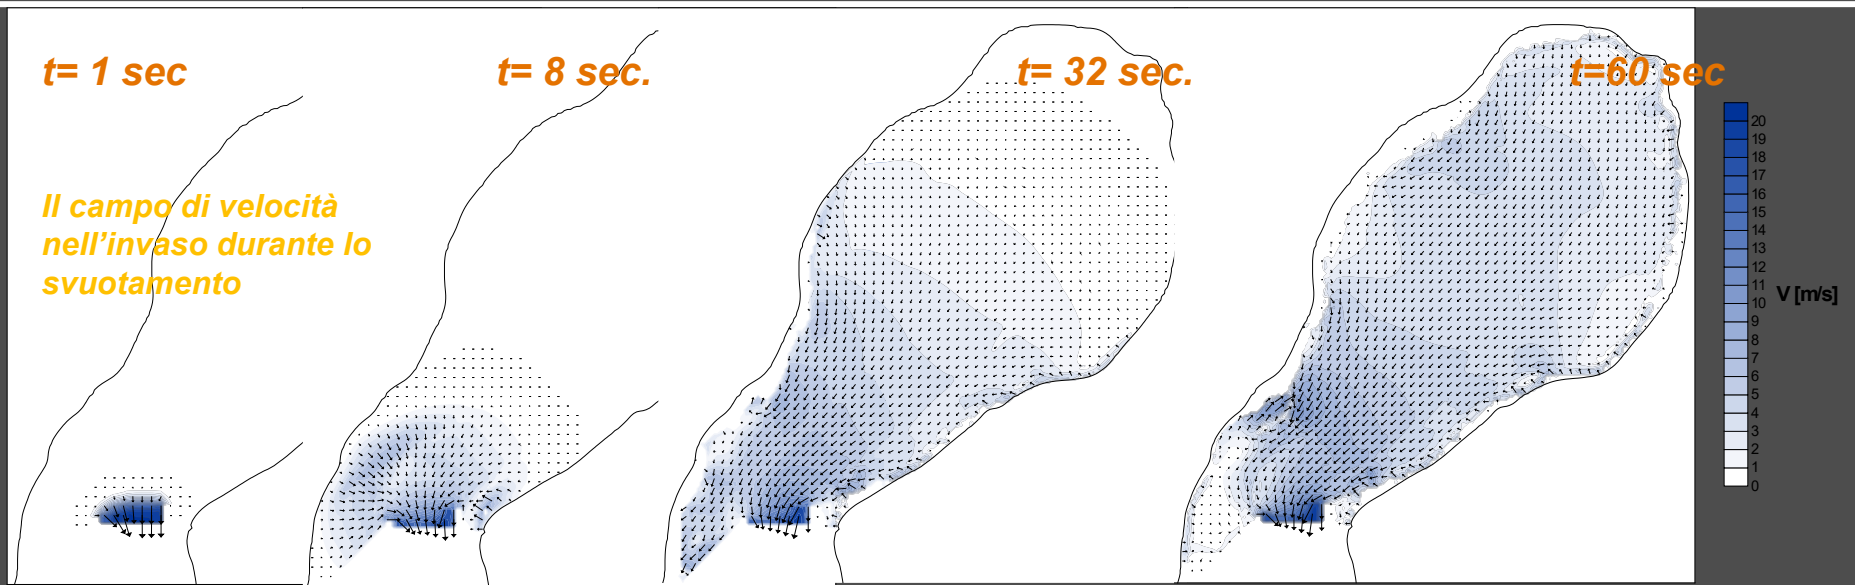 t= 1 sec
t= 8 sec.
t= 32 sec.
t=60 sec
Il campo di velocità
nell’invaso durante lo
svuotamento
20
19
18
17
16
15
14
13
12
11
10
9
8
7
6
5
4
3
2
1
0
V [m/s]